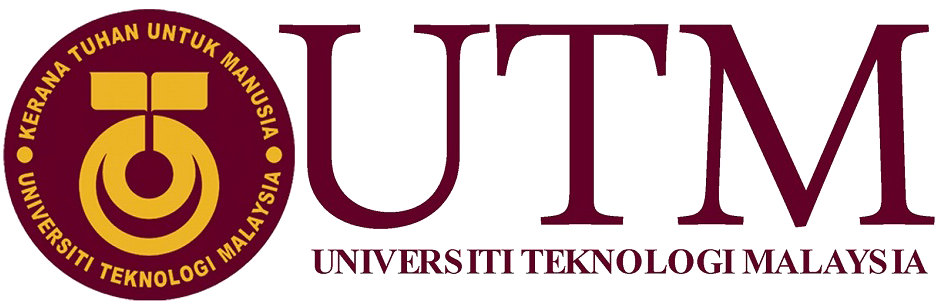 KERANA TUHAN UNTUK MANUSIA
UNIVERSITI TEKNOLOGI MALAYSIA
UTM
UNIVERSITI TEKNOLOGI MALAYSIA